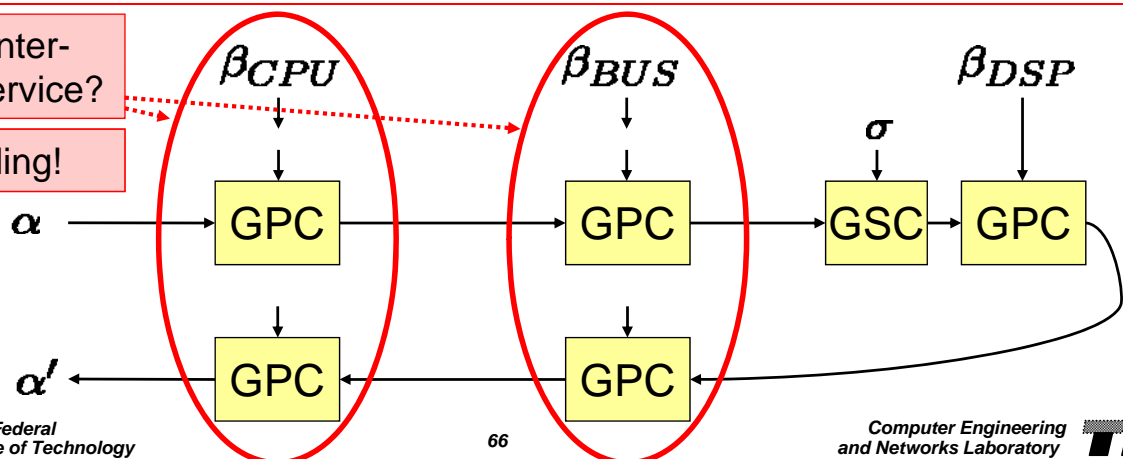 nter-
ervice?
ling!
β_CPU
β_BUS
β_DSP
σ
α
GPC
GPC
GSC
GPC
α'
GPC
GPC
Federal
e of Technology
66
Computer Engineering
and Networks Laboratory